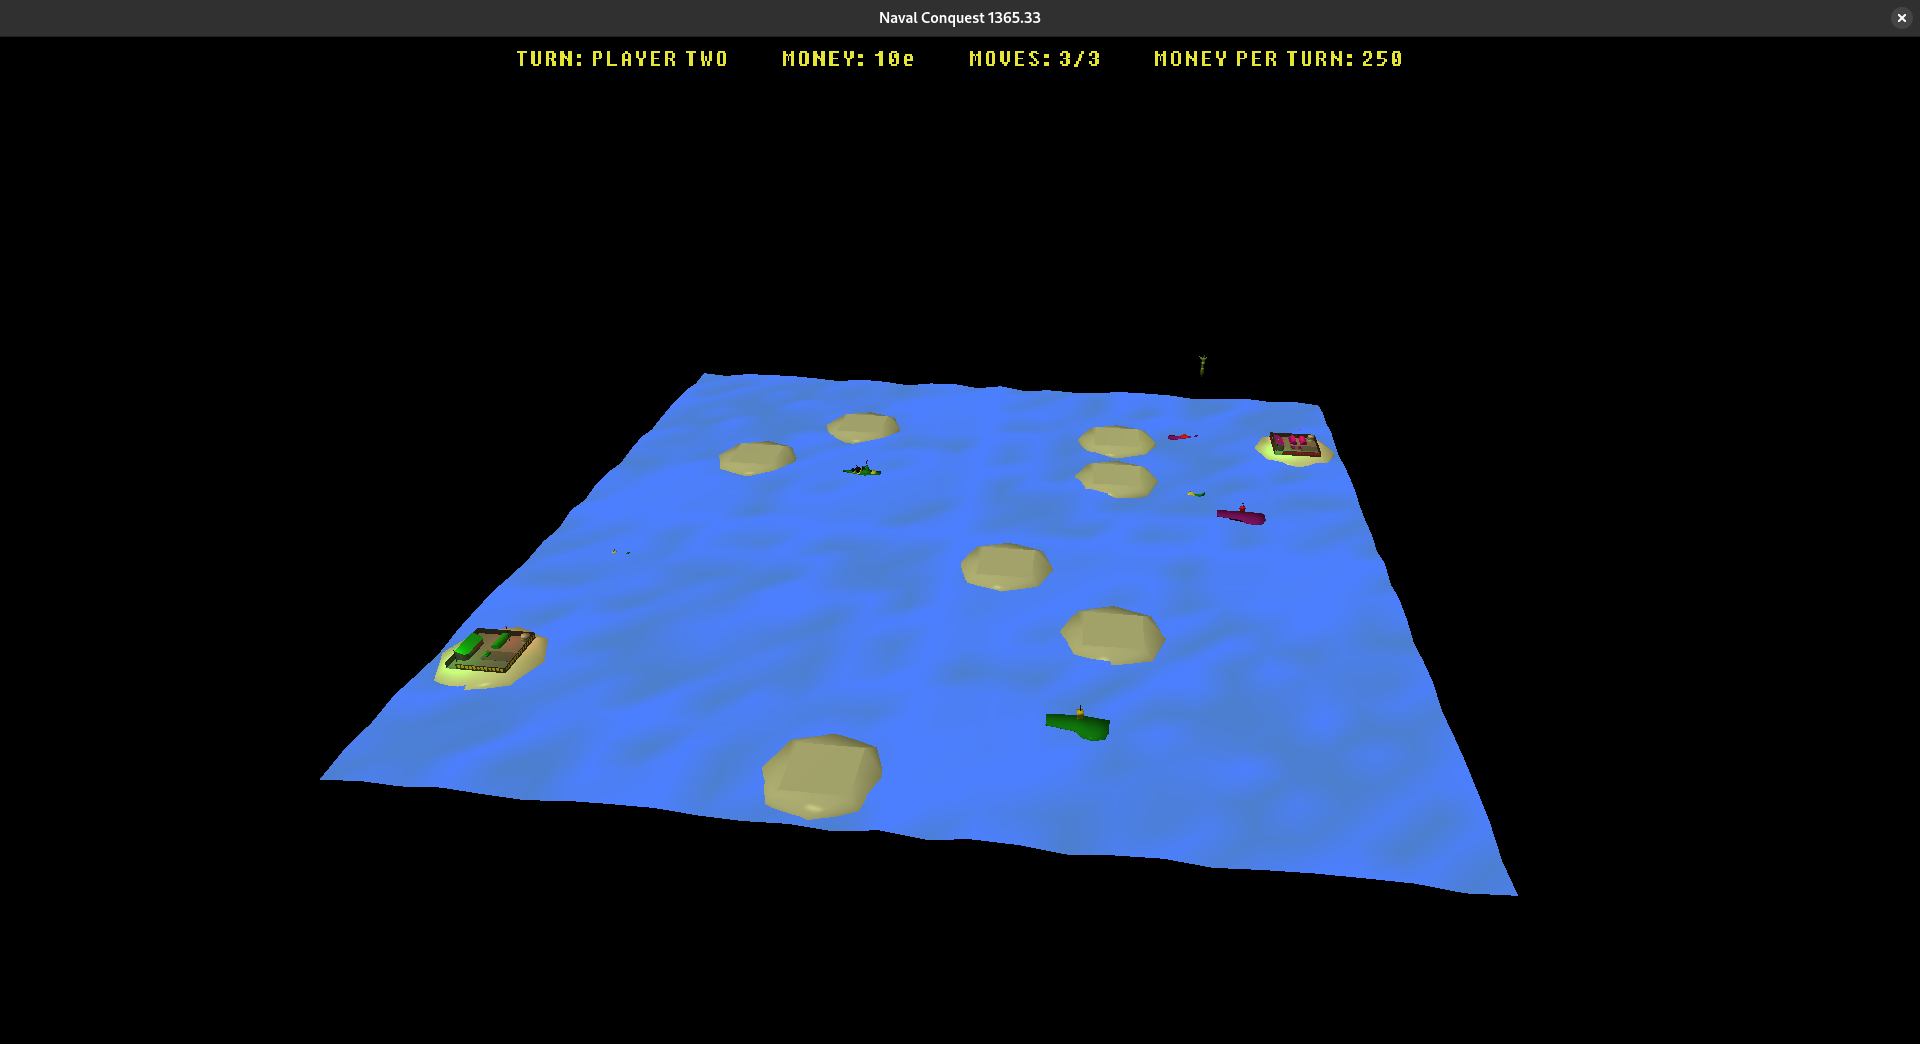 Naval Conquest 1365.33
TURN: PLAYER TWO MONEY: 10e MOVES: 3/3 MONEY PER TURN: 250